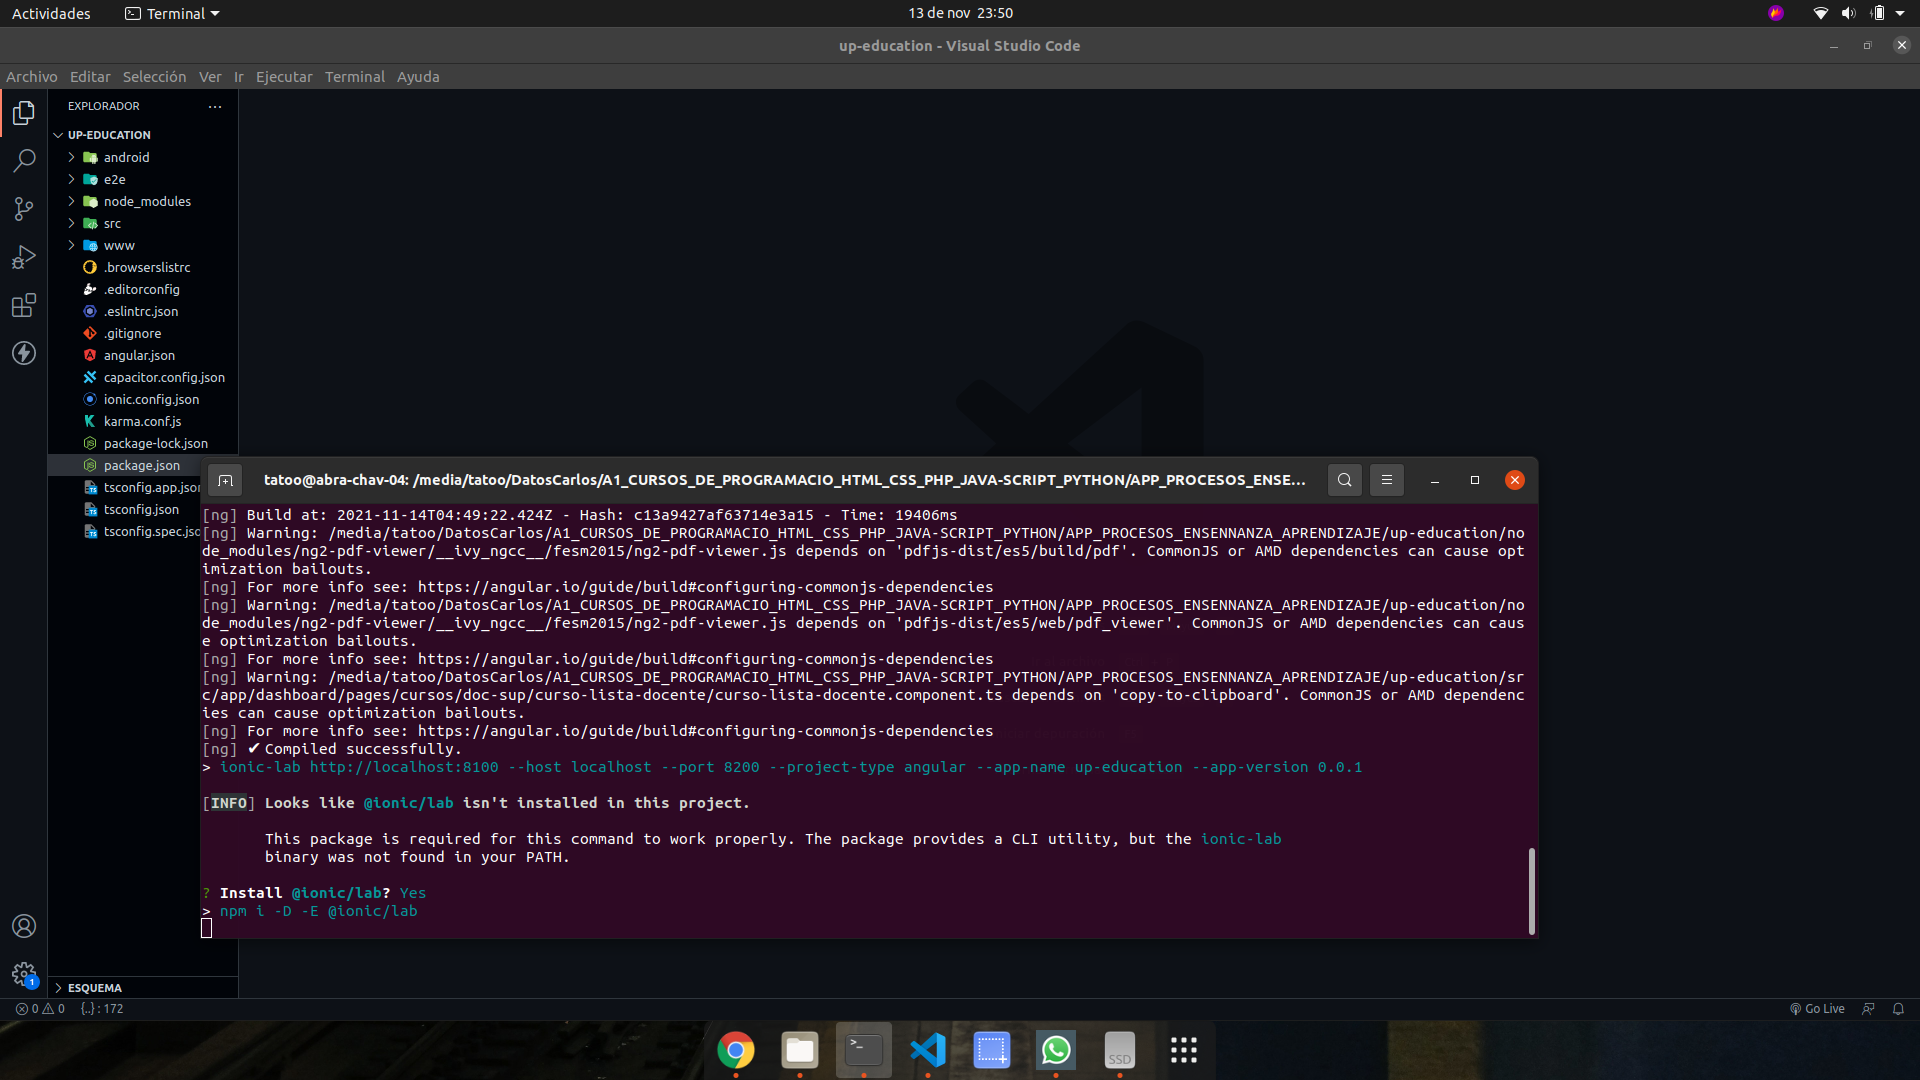 Actividades
Terminal
13 de nov  23:50
up-education - Visual Studio Code
Archivo Editar Selección Ver Ir Ejecutar Terminal Ayuda
EXPLORADOR
UP-EDUCATION
android
e2e
node_modules
src
www
.browserslistrc
.editorconfig
.eslintrc.json
.gitignore
angular.json
capacitor.config.json
ionic.config.json
karma.conf.js
package-lock.json
package.json
tsconfig.app.json
tsconfig.json
tsconfig.spec.jso
tatoo@abra-chav-04: /media/tatoo/DatosCarlos/A1_CURSOS_DE_PROGRAMACIO_HTML_CSS_PHP_JAVA-SCRIPT_PYTHON/APP_PROCESOS_ENSE...
[ng] Build at: 2021-11-14T04:49:22.424Z - Hash: c13a9427af63714e3a15 - Time: 19406ms
[ng] Warning: /media/tatoo/DatosCarlos/A1_CURSOS_DE_PROGRAMACIO_HTML_CSS_PHP_JAVA-SCRIPT_PYTHON/APP_PROCESOS_ENSENNANZA_APRENDIZAJE/up-education/no
de_modules/ng2-pdf-viewer/__ivy_ngcc__/fesm2015/ng2-pdf-viewer.js depends on 'pdfjs-dist/es5/build/pdf'. CommonJS or AMD dependencies can cause opt
imization bailouts.
[ng] For more info see: https://angular.io/guide/build#configuring-commonjs-dependencies
[ng] Warning: /media/tatoo/DatosCarlos/A1_CURSOS_DE_PROGRAMACIO_HTML_CSS_PHP_JAVA-SCRIPT_PYTHON/APP_PROCESOS_ENSENNANZA_APRENDIZAJE/up-education/no
de_modules/ng2-pdf-viewer/__ivy_ngcc__/fesm2015/ng2-pdf-viewer.js depends on 'pdfjs-dist/es5/web/pdf_viewer'. CommonJS or AMD dependencies can caus
e optimization bailouts.
[ng] For more info see: https://angular.io/guide/build#configuring-commonjs-dependencies
[ng] Warning: /media/tatoo/DatosCarlos/A1_CURSOS_DE_PROGRAMACIO_HTML_CSS_PHP_JAVA-SCRIPT_PYTHON/APP_PROCESOS_ENSENNANZA_APRENDIZAJE/up-education/sr
c/app/dashboard/pages/cursos/doc-sup/curso-lista-docente/curso-lista-docente.component.ts depends on 'copy-to-clipboard'. CommonJS or AMD dependenc
ies can cause optimization bailouts.
[ng] For more info see: https://angular.io/guide/build#configuring-commonjs-dependencies
[ng] ✔ Compiled successfully.
> ionic-lab http://localhost:8100 --host localhost --port 8200 --project-type angular --app-name up-education --app-version 0.0.1
[INFO] Looks like @ionic/lab isn't installed in this project.
This package is required for this command to work properly. The package provides a CLI utility, but the ionic-lab
binary was not found in your PATH.
? Install @ionic/lab? Yes
> npm i -D -E @ionic/lab
1
ESQUEMA
0 0 {..} : 172
Go Live
SSD